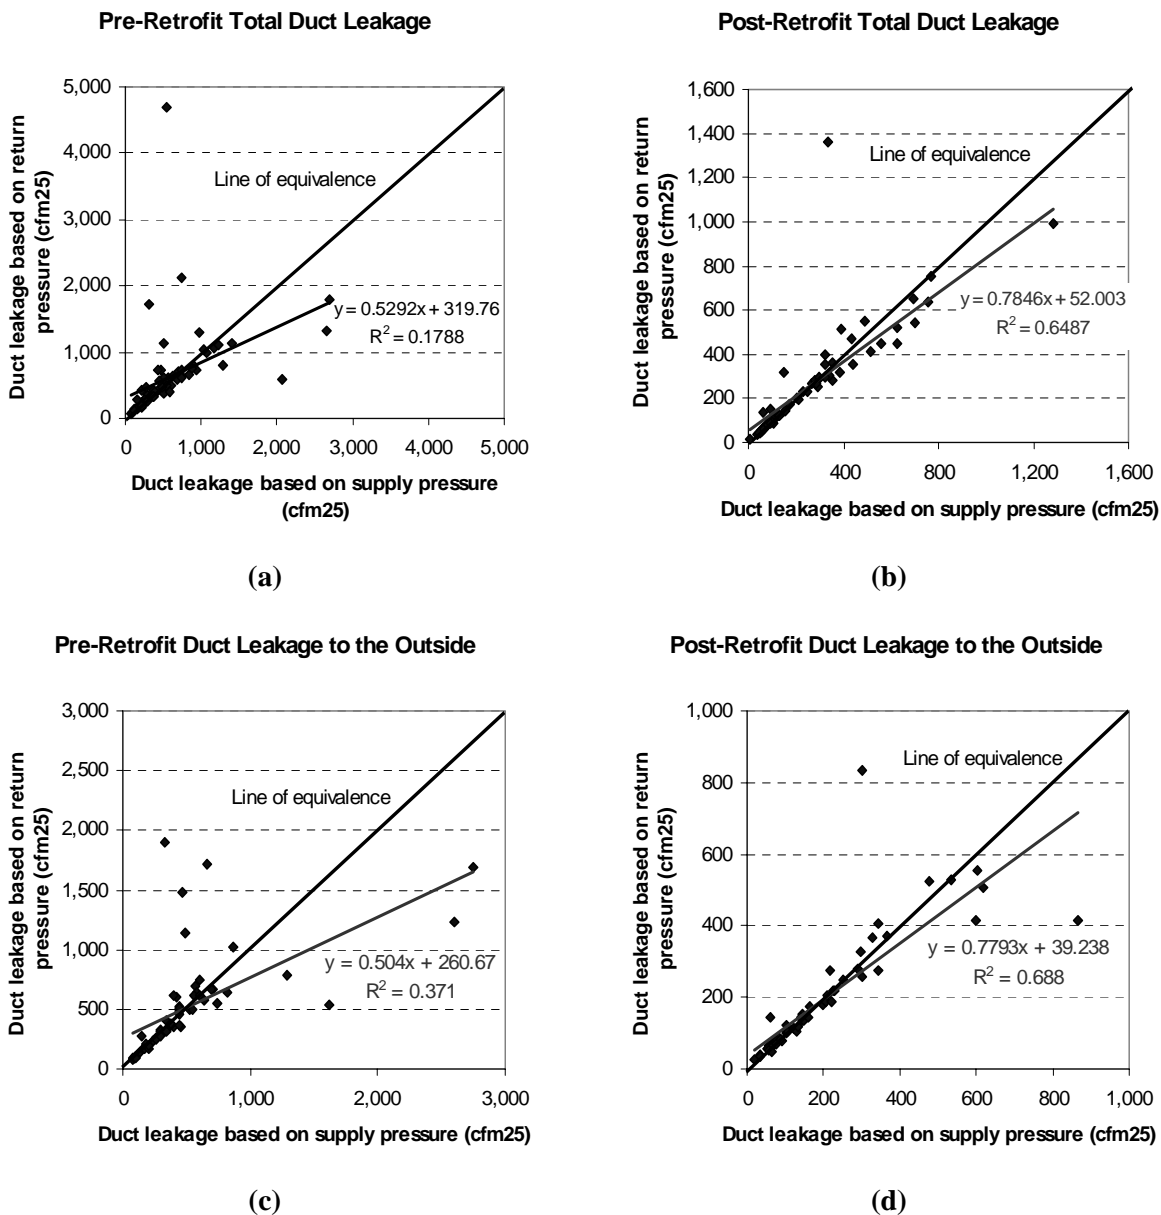 Pre-Retrofit Total Duct Leakage
Duct leakage based on return
pressure (cfm25)
5,000
4,000
3,000
2,000
1,000
0
Line of equivalence
y = 0.5292x + 319.76
R² = 0.1788
0 1,000 2,000 3,000 4,000 5,000
Duct leakage based on supply pressure
(cfm25)
(a)
Post-Retrofit Total Duct Leakage
Duct leakage based on return
pressure (cfm25)
1,600
1,400
1,200
1,000
800
600
400
200
0
Line of equivalence
y = 0.7846x + 52.003
R² = 0.6487
0 400 800 1,200 1,600
Duct leakage based on supply pressure (cfm25)
(b)
Pre-Retrofit Duct Leakage to the Outside
Duct leakage based on return
pressure (cfm25)
3,000
2,500
2,000
1,500
1,000
500
0
Line of equivalence
y = 0.504x + 260.67
R² = 0.371
0 1,000 2,000 3,000
Duct leakage based on supply pressure (cfm25)
(c)
Post-Retrofit Duct Leakage to the Outside
Duct leakage based on return
pressure (cfm25)
1,000
800
600
400
200
0
Line of equivalence
y = 0.7793x + 39.238
R² = 0.688
0 200 400 600 800 1,000
Duct leakage based on supply pressure (cfm25)
(d)